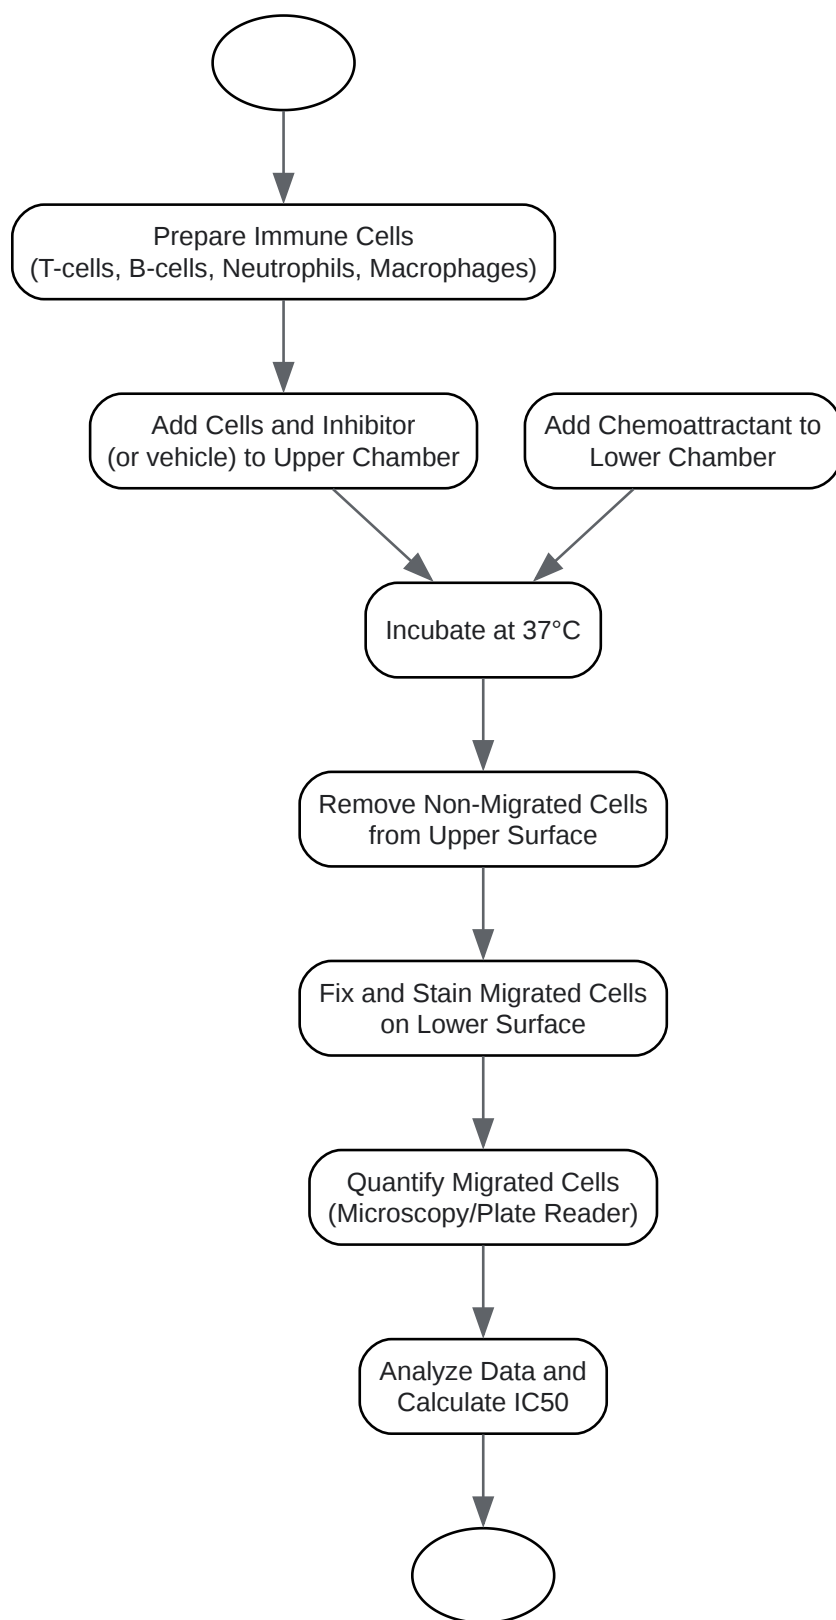 Prepare Immune Cells
(T-cells, B-cells, Neutrophils, Macrophages)
Add Cells and Inhibitor
(or vehicle) to Upper Chamber
Add Chemoattractant to
Lower Chamber
Incubate at 37°C
Remove Non-Migrated Cells
from Upper Surface
Fix and Stain Migrated Cells
on Lower Surface
Quantify Migrated Cells
(Microscopy/Plate Reader)
Analyze Data and
Calculate IC50